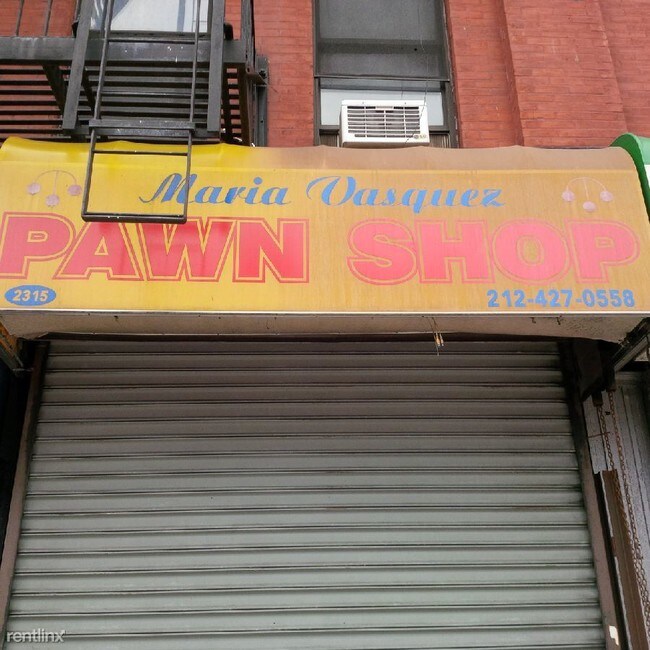 Maria Vasquez
PAWN SHOP
2315
212-427-0558
rentlinx